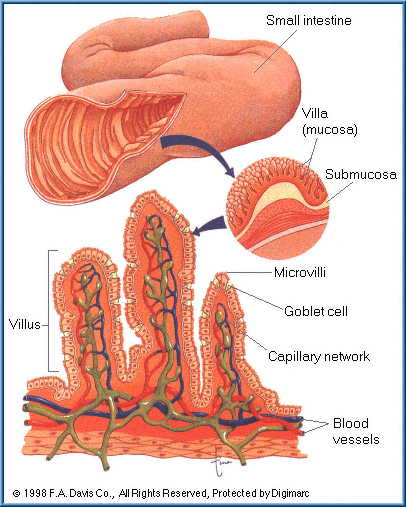 Small intestine
Villa
(mucosa)
Submucosa
Microvilli
Goblet cell
Villus
Capillary network
Blood
vessels
© 1998 F.A. Davis Co., All Rights Reserved, Protected by Digimarc